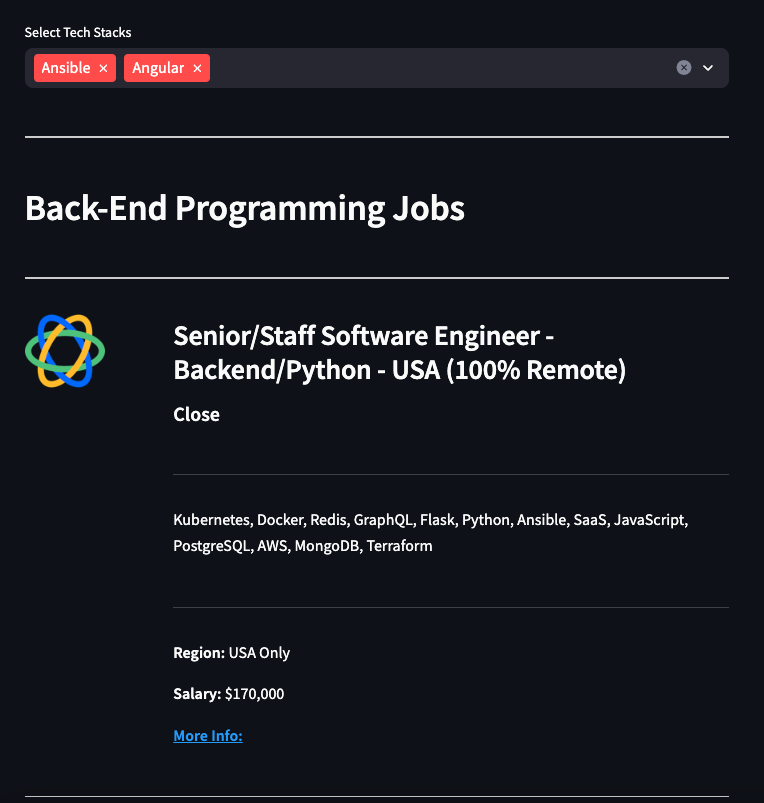 Select Tech Stacks
Ansible × Angular ×
Back-End Programming Jobs
Senior/Staff Software Engineer -
Backend/Python - USA (100% Remote)
Close
Kubernetes, Docker, Redis, GraphQL, Flask, Python, Ansible, SaaS, JavaScript,
PostgreSQL, AWS, MongoDB, Terraform
Region: USA Only
Salary: $170,000
More Info: